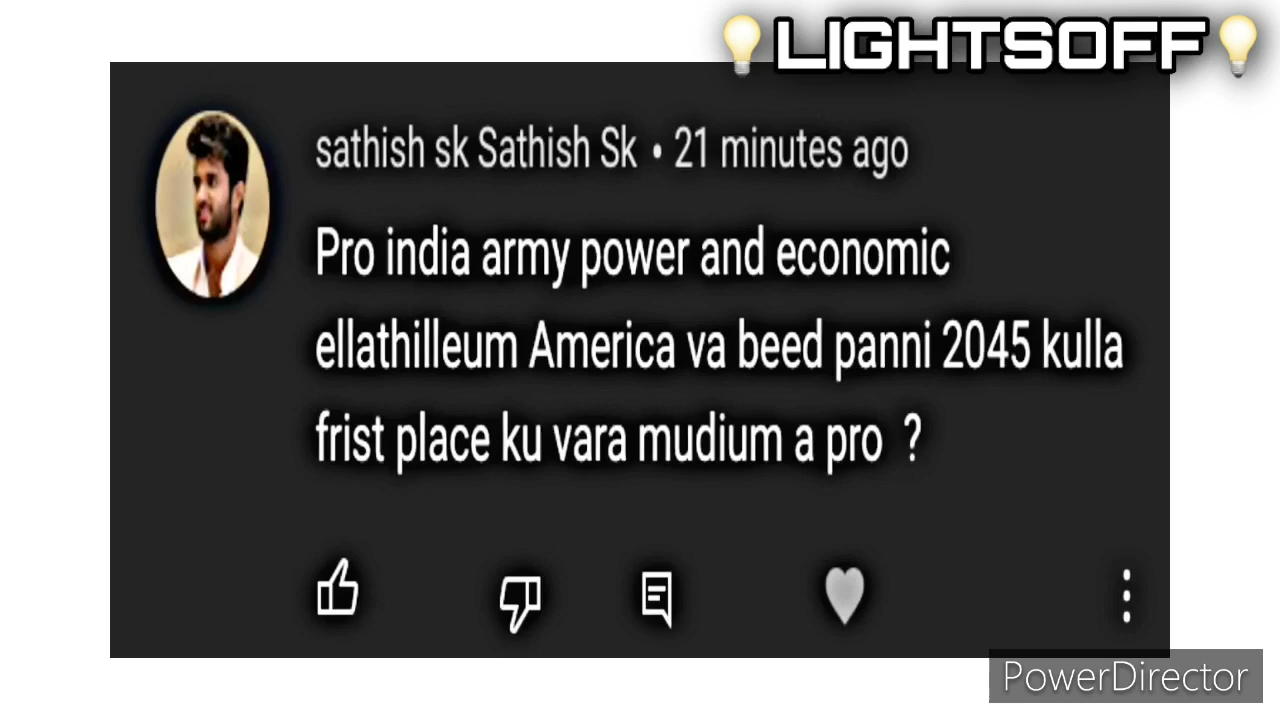 💡LIGHTSOFF💡
sathish sk Sathish Sk • 21 minutes ago
Pro india army power and economic
ellathilleum America va beed panni 2045 kulla
frist place ku vara mudium a pro ?
PowerDirector